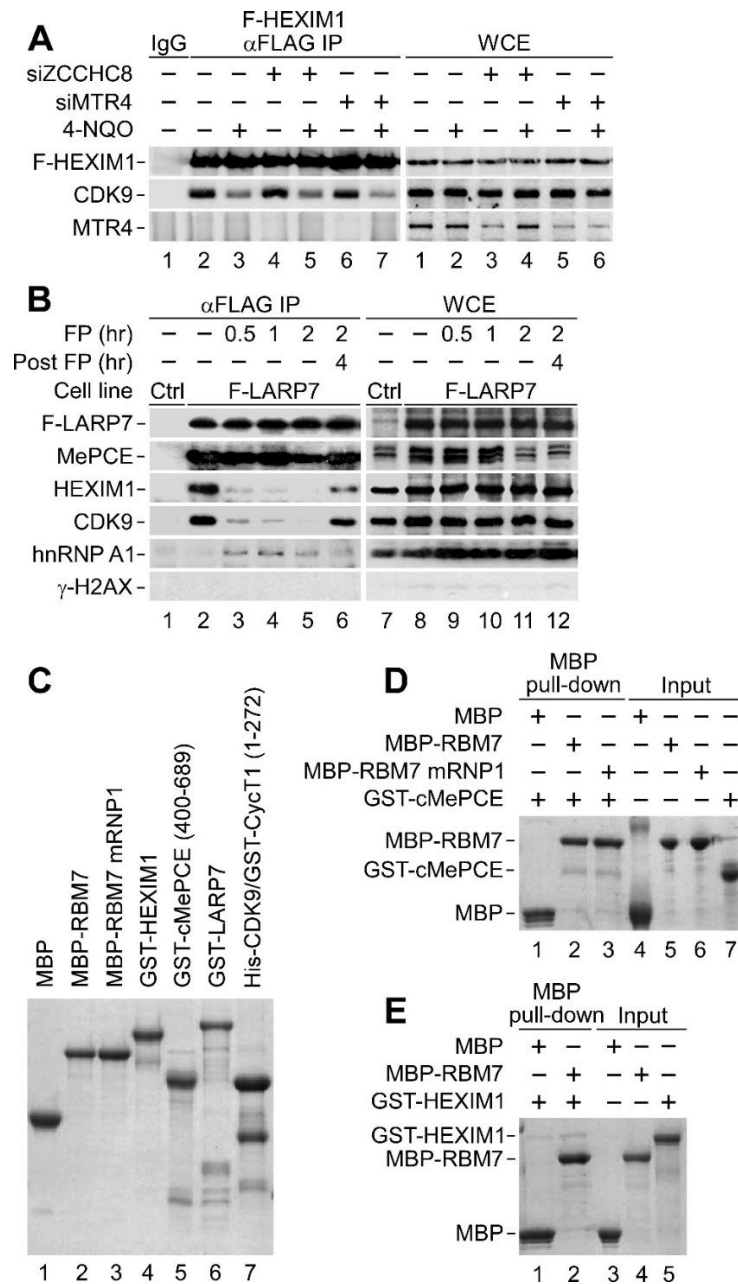 A
IgG
F-HEXIM1
αFLAG IP
WCE
siZCCHC8 – – – + + – – – – + + – –
siMTR4 – – – – – + + – – – – + +
4-NQO – – + – + – + – + – + – +
F-HEXIM1
CDK9
MTR4
1 2 3 4 5 6 7 1 2 3 4 5 6
B
αFLAG IP
WCE
FP (hr) – – 0.5 1 2 2 – – 0.5 1 2 2
Post FP (hr) – – – – – 4 – – – – – 4
Cell line Ctrl F-LARP7 Ctrl F-LARP7
F-LARP7
MePCE
HEXIM1
CDK9
hnRNP A1
γ-H2AX
1 2 3 4 5 6 7 8 9 10 11 12
C
MBP
MBP-RBM7
MBP-RBM7 mRNP1
GST-HEXIM1
GST-cMePCE (400-689)
GST-LARP7
His-CDK9/GST-CycT1 (1-272)
1 2 3 4 5 6 7
D
MBP
pull-down
Input
MBP + – – + – – –
MBP-RBM7 – + – – + – –
MBP-RBM7 mRNP1 – – + – – + –
GST-cMePCE + + + – – – +
MBP-RBM7
GST-cMePCE
MBP
1 2 3 4 5 6 7
E
MBP
pull-down
Input
MBP + – + – –
MBP-RBM7 – + – + –
GST-HEXIM1 + + – – +
GST-HEXIM1
MBP-RBM7
MBP
1 2 3 4 5